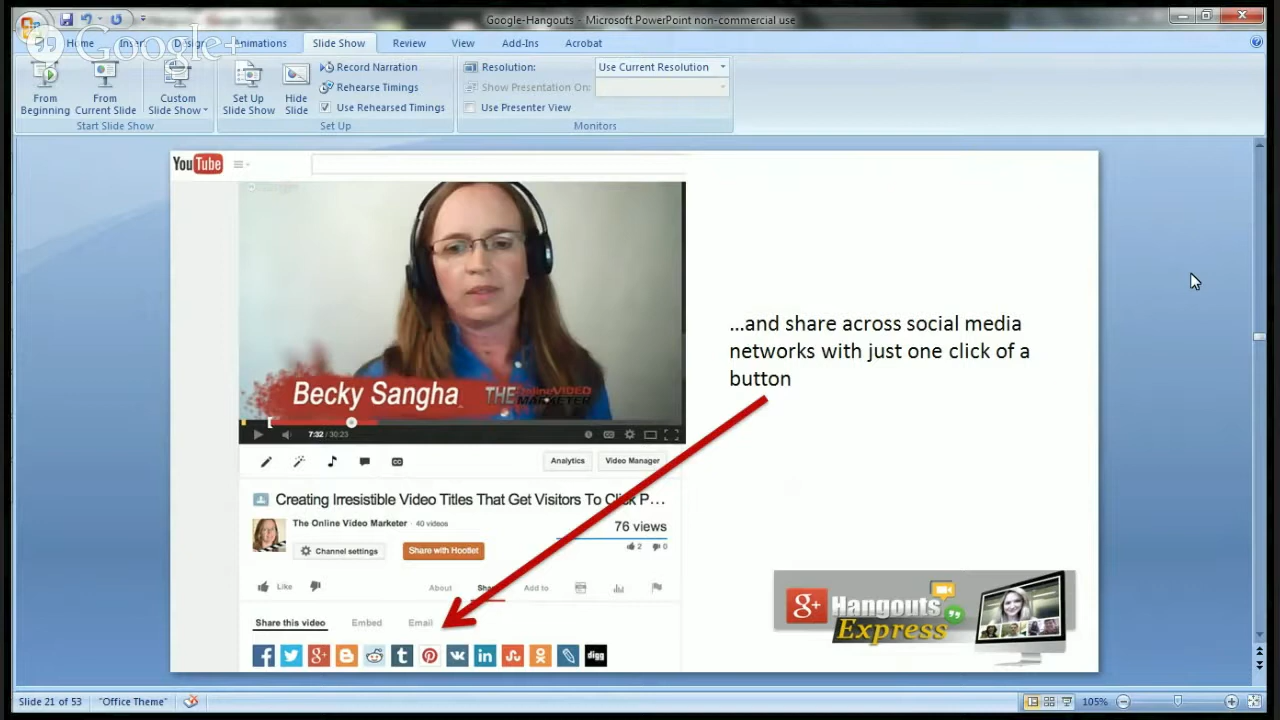 Google-Hangouts - Microsoft PowerPoint non-commercial use
Google+
Home
Design
Animations
Slide Show
Review
View
Add-Ins
Acrobat
From Beginning
From Current Slide
Custom Slide Show
Start Slide Show
Set Up Slide Show
Hide Slide
Record Narration
Rehearse Timings
Use Rehearsed Timings
Set Up
Resolution:
Use Current Resolution
Show Presentation On:
Use Presenter View
Monitors
YouTube
Becky Sangha
THE OnlineVIDEO
MARKETER
7:32 / 30:23
Analytics
Video Manager
Creating Irresistible Video Titles That Get Visitors To Click P...
The Online Video Marketer · 40 videos
76 views
Channel settings
Share with Hootlet
2
0
Like
About
Add to
Share this video
Embed
Email
digg
...and share across social media
networks with just one click of a
button
g+ Hangouts
Express
Slide 21 of 53
"Office Theme"
105%